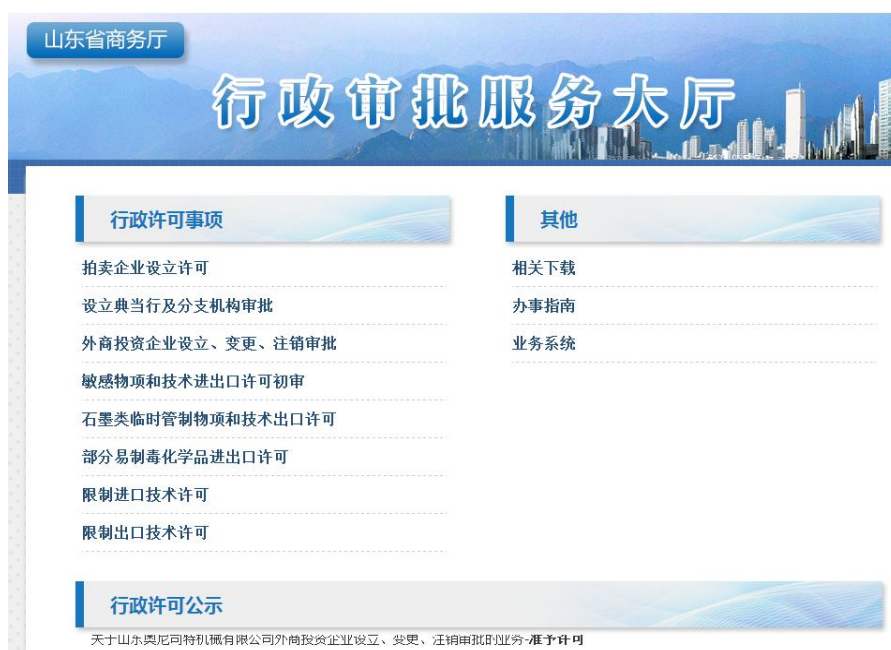 山东省商务厅
行政审批服务大厅
行政许可事项
拍卖企业设立许可
设立典当行及分支机构审批
外商投资企业设立、变更、注销审批
敏感物项和技术进出口许可初审
石墨类临时管制物项和技术出口许可
部分易制毒化学品进出口许可
限制进口技术许可
限制出口技术许可
其他
相关下载
办事指南
业务系统
行政许可公示
关于山东奥尼司特机械有限公司外商投资企业设立、变更、注销审批的业务-准予许可